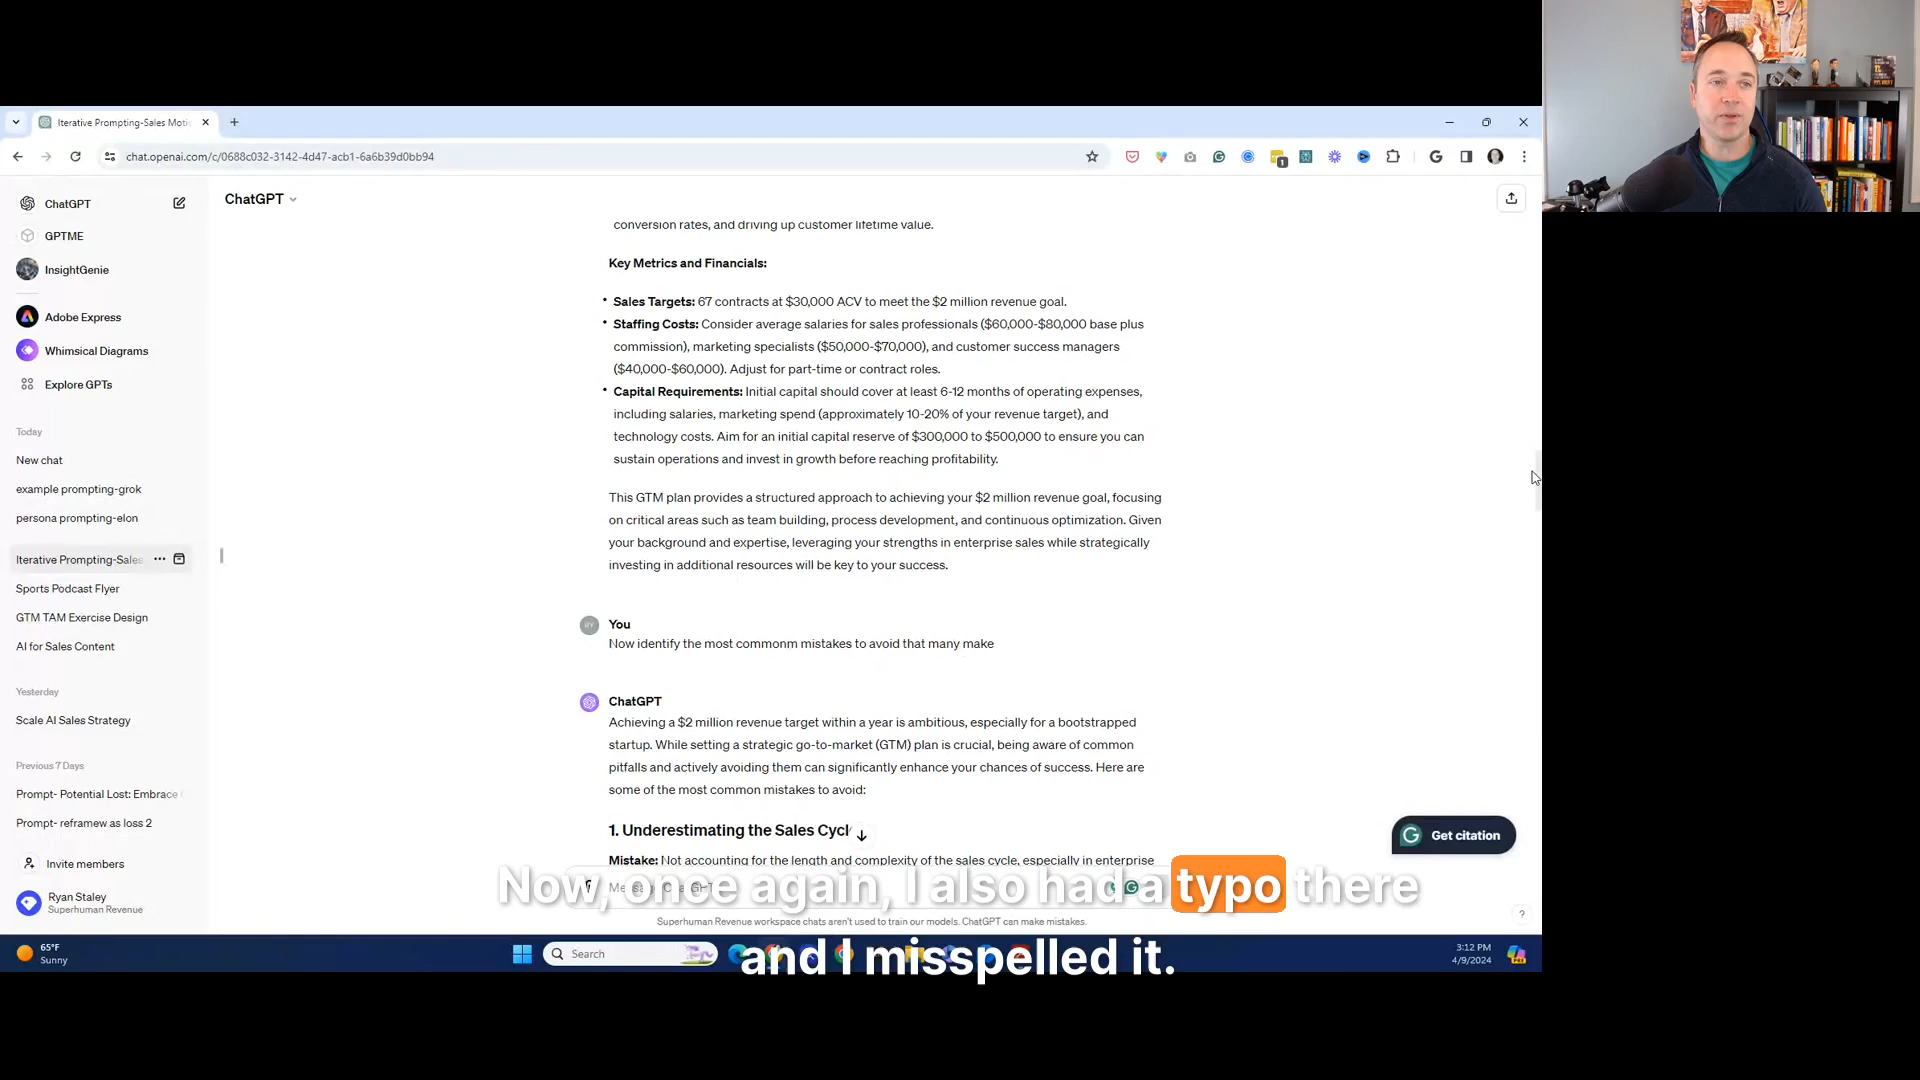 Iterative Prompting-Sales Moti
chat.openai.com/c/0688c032-3142-4d47-acb1-6a6b39d0bb94
ChatGPT
GPTME
InsightGenie
Adobe Express
Whimsical Diagrams
Explore GPTs
Today
New chat
example prompting-grok
persona prompting-elon
Iterative Prompting-Sales
Sports Podcast Flyer
GTM TAM Exercise Design
AI for Sales Content
Yesterday
Scale AI Sales Strategy
Previous 7 Days
Prompt- Potential Lost: Embrace
Prompt- reframew as loss 2
Invite members
Ryan Staley
Superhuman Revenue
ChatGPT
conversion rates, and driving up customer lifetime value.
Key Metrics and Financials:
• Sales Targets: 67 contracts at $30,000 ACV to meet the $2 million revenue goal.
• Staffing Costs: Consider average salaries for sales professionals ($60,000-$80,000 base plus
commission), marketing specialists ($50,000-$70,000), and customer success managers
($40,000-$60,000). Adjust for part-time or contract roles.
• Capital Requirements: Initial capital should cover at least 6-12 months of operating expenses,
including salaries, marketing spend (approximately 10-20% of your revenue target), and
technology costs. Aim for an initial capital reserve of $300,000 to $500,000 to ensure you can
sustain operations and invest in growth before reaching profitability.
This GTM plan provides a structured approach to achieving your $2 million revenue goal, focusing
on critical areas such as team building, process development, and continuous optimization. Given
your background and expertise, leveraging your strengths in enterprise sales while strategically
investing in additional resources will be key to your success.
RY
You
Now identify the most commonm mistakes to avoid that many make
ChatGPT
Achieving a $2 million revenue target within a year is ambitious, especially for a bootstrapped
startup. While setting a strategic go-to-market (GTM) plan is crucial, being aware of common
pitfalls and actively avoiding them can significantly enhance your chances of success. Here are
some of the most common mistakes to avoid:
1. Underestimating the Sales Cycl
Mistake: Not accounting for the length and complexity of the sales cycle, especially in enterprise
Get citation
Now, once again, I also had a typo there
and I misspelled it.
Superhuman Revenue workspace chats aren't used to train our models. ChatGPT can make mistakes.
?
65°F
Sunny
Search
3:12 PM
4/9/2024